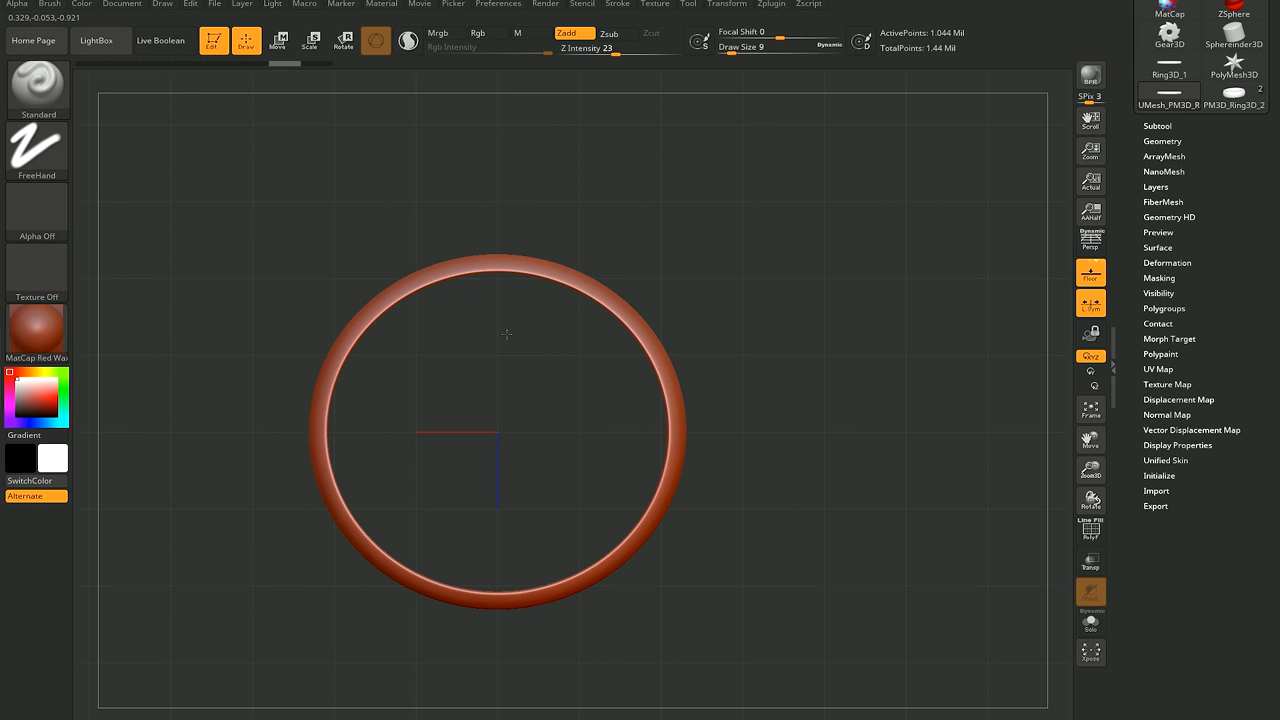 Alpha Brush Color Document Draw Edit File Layer Light Macro Marker Material Movie Picker Preferences Render Stencil Stroke Texture Tool Transform Zplugin Zscript
0.329,-0.053,-0.921
Home Page
LightBox
Live Boolean
Edit
Draw
Move
Scale
Rotate
Mrgb Rgb M
Rgb Intensity
Zadd Zsub Zcut
Z Intensity 23
S
Focal Shift 0
Draw Size 9
Dynamic
D
ActivePoints: 1.044 Mil
TotalPoints: 1.44 Mil
Standard
FreeHand
Alpha Off
Texture Off
MatCap Red Wax
Gradient
SwitchColor
Alternate
BPR
SPix 3
Scroll
Zoom
Actual
AAHalf
Dynamic
Persp
Floor
L.Sym
XYZ
Frame
Move
Zoom3D
Rotate
Line Fill
PolyF
Transp
Ghost
Dynamic
Solo
Xpose
MatCap
ZSphere
Gear3D
Sphereinder3D
Ring3D_1
PolyMesh3D
2
UMesh_PM3D_R
PM3D_Ring3D_2
Subtool
Geometry
ArrayMesh
NanoMesh
Layers
FiberMesh
Geometry HD
Preview
Surface
Deformation
Masking
Visibility
Polygroups
Contact
Morph Target
Polypaint
UV Map
Texture Map
Displacement Map
Normal Map
Vector Displacement Map
Display Properties
Unified Skin
Initialize
Import
Export